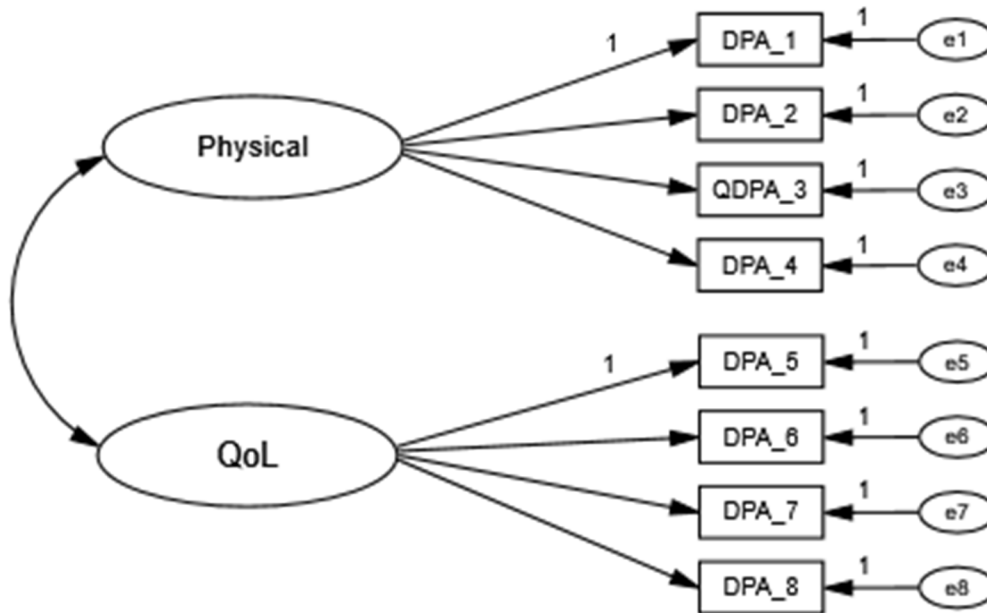 1
DPA_1
1
e1
Physical
DPA_2
1
e2
QDPA_3
1
e3
DPA_4
1
e4
1
DPA_5
1
e5
QoL
DPA_6
1
e6
DPA_7
1
e7
DPA_8
1
e8